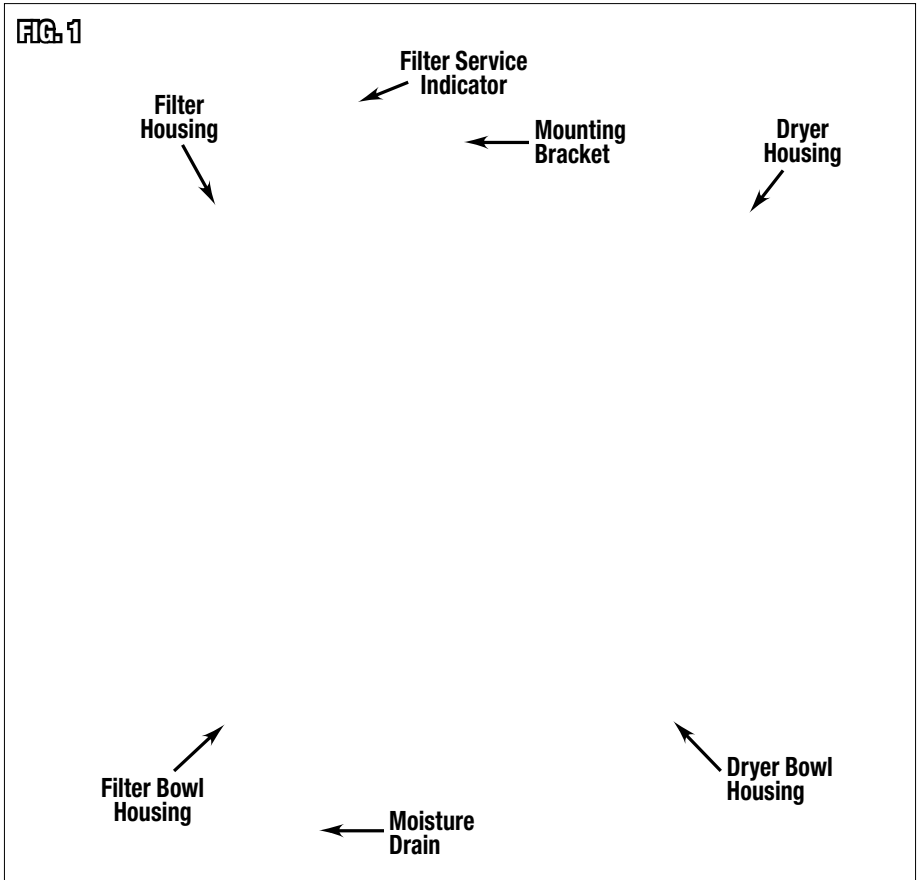 FIG. 1
Filter Service
Indicator
Filter
Housing
Mounting
Bracket
Dryer
Housing
Filter Bowl
Housing
Dryer Bowl
Housing
Moisture
Drain